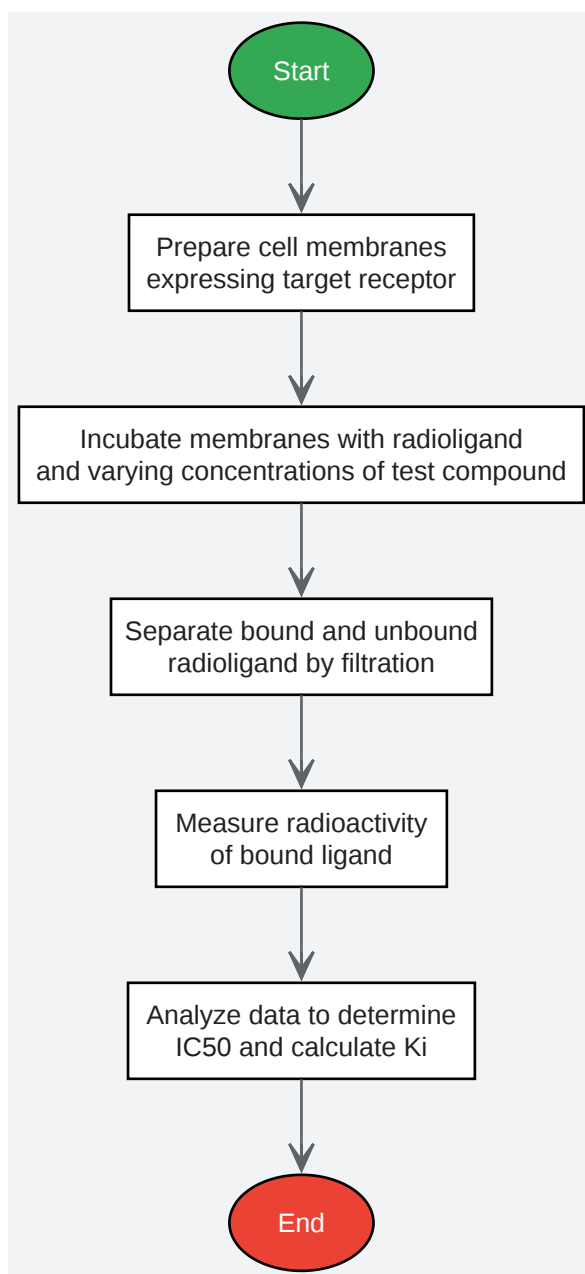 Start
Prepare cell membranes
expressing target receptor
Incubate membranes with radioligand
and varying concentrations of test compound
Separate bound and unbound
radioligand by filtration
Measure radioactivity
of bound ligand
Analyze data to determine
IC50 and calculate Ki
End